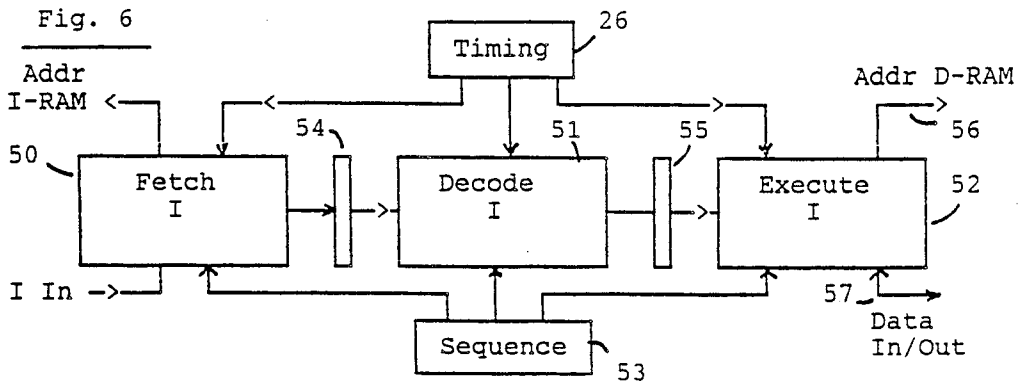 Fig. 6
26
Timing
Addr
I-RAM
Addr D-RAM
56
54
51
55
50
Fetch
I
Decode
I
Execute
I
52
I In
57
Data
In/Out
Sequence
53